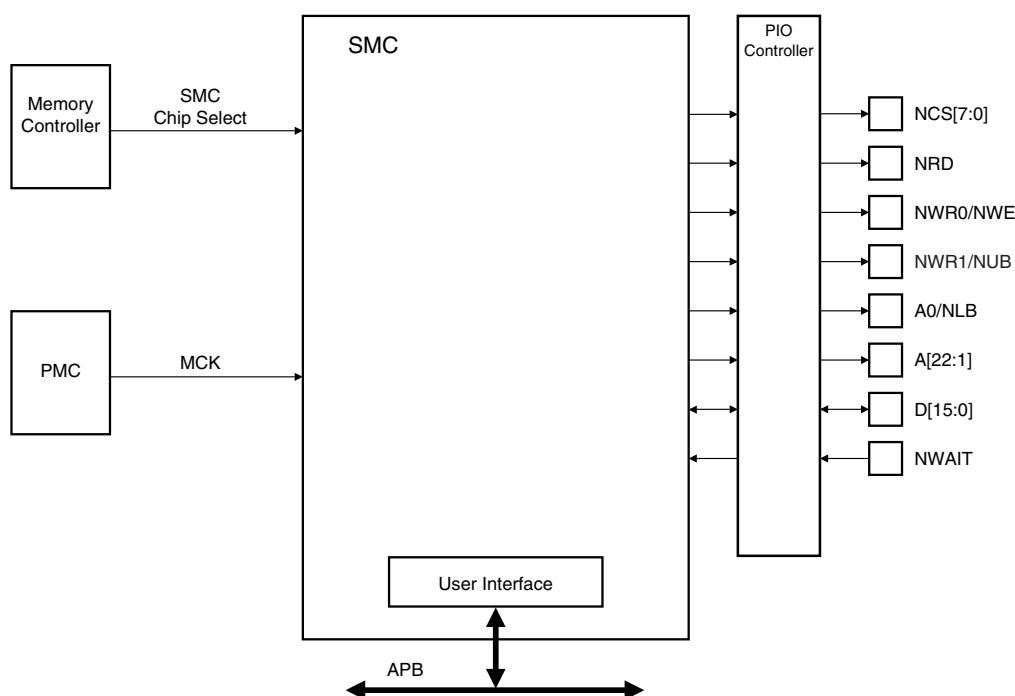 SMC
PIO
Controller
Memory
Controller
SMC
Chip Select
NCS[7:0]
NRD
NWR0/NWE
NWR1/NUB
A0/NLB
PMC
MCK
A[22:1]
D[15:0]
NWAIT
User Interface
APB